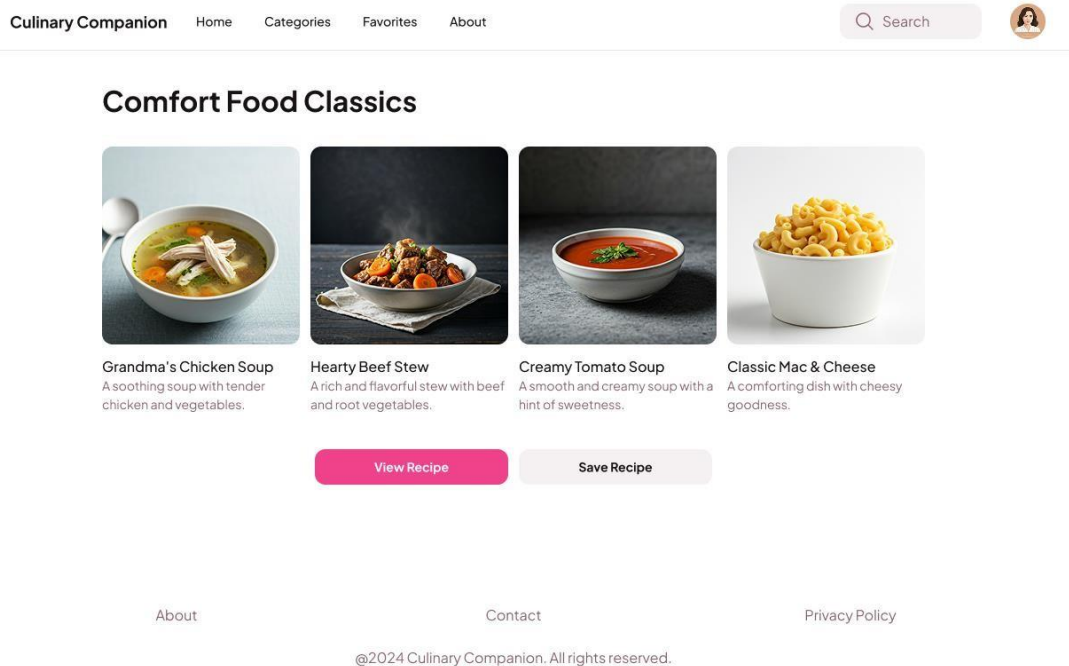 Culinary Companion Home Categories Favorites About Search
Comfort Food Classics
Grandma's Chicken Soup
A soothing soup with tender
chicken and vegetables.
Hearty Beef Stew
A rich and flavorful stew with beef
and root vegetables.
Creamy Tomato Soup
A smooth and creamy soup with a
hint of sweetness.
Classic Mac & Cheese
A comforting dish with cheesy
goodness.
View Recipe
Save Recipe
About Contact Privacy Policy
@2024 Culinary Companion. All rights reserved.